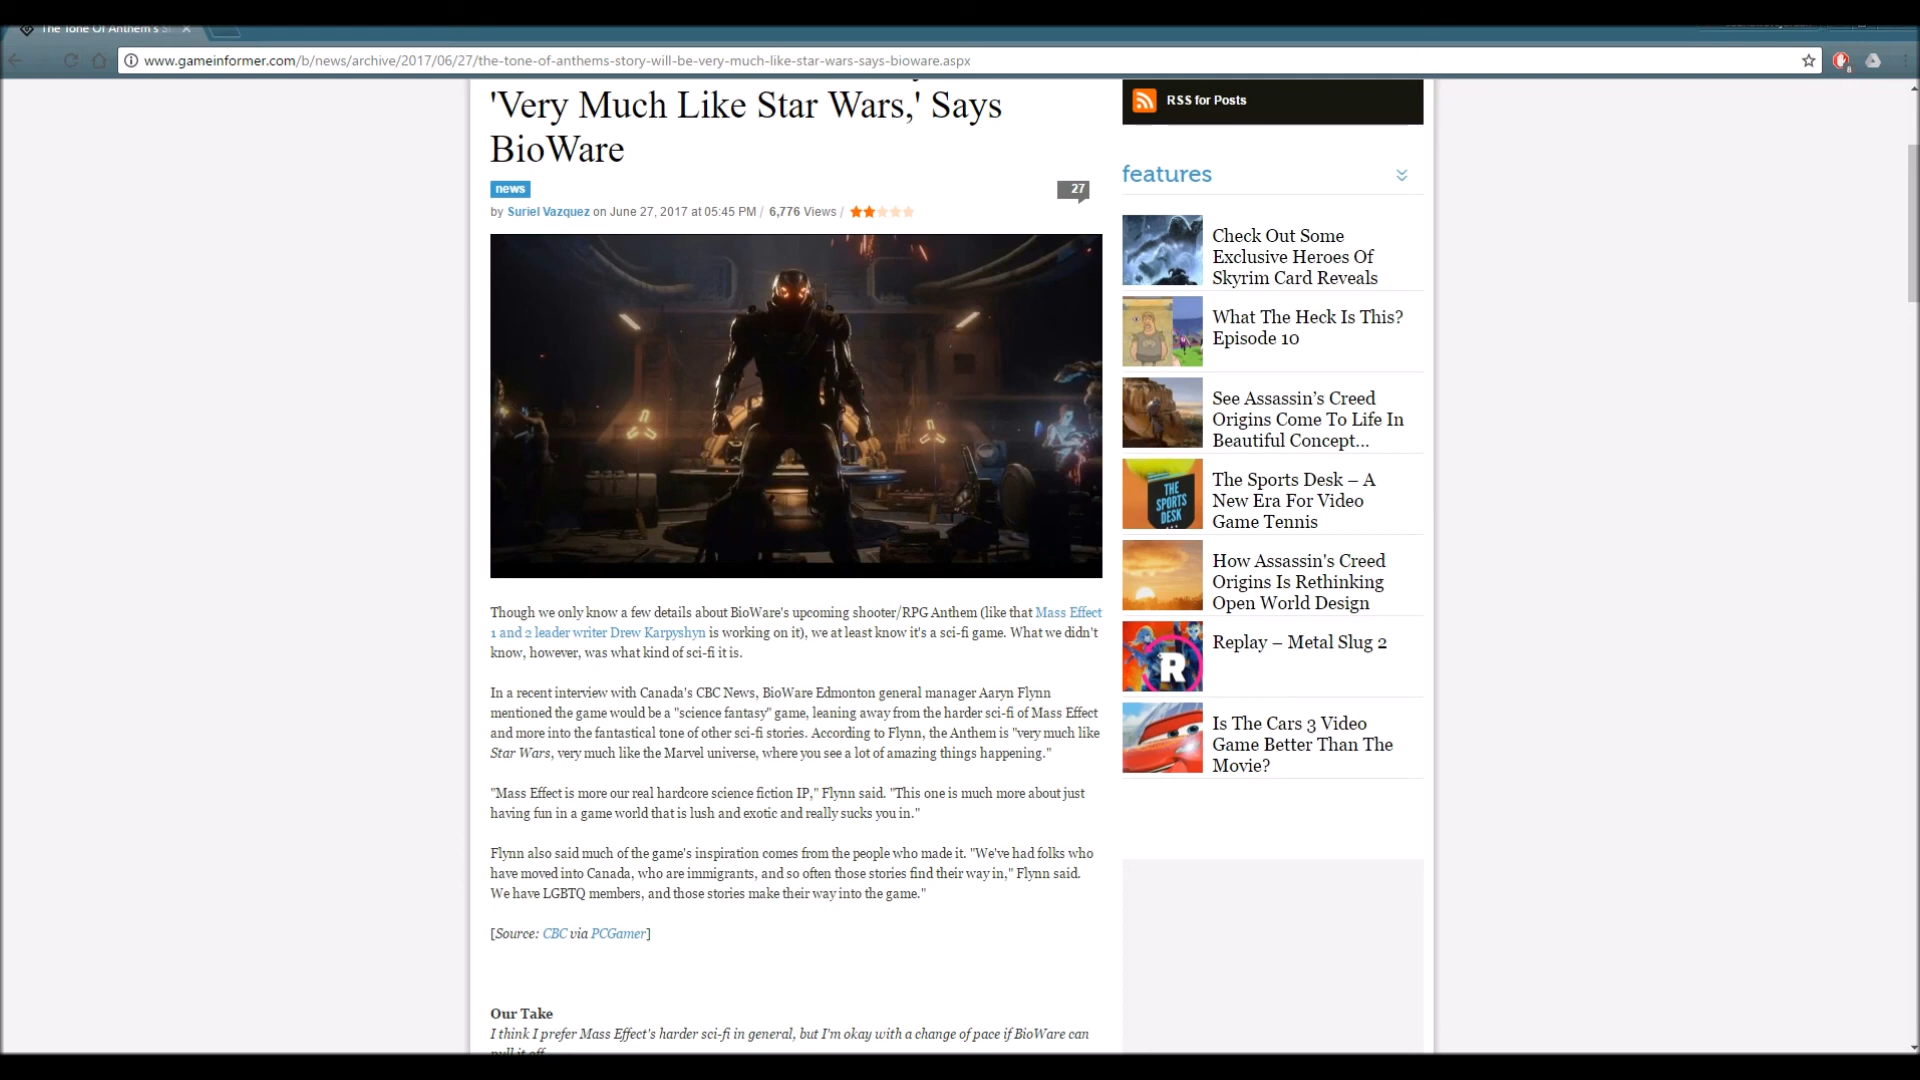 The Tone Of Anthem's S
www.gameinformer.com/b/news/archive/2017/06/27/the-tone-of-anthems-story-will-be-very-much-like-star-wars-says-bioware.aspx
8
'Very Much Like Star Wars,' Says
BioWare
news
27
by Suriel Vazquez on June 27, 2017 at 05:45 PM / 6,776 Views /
Though we only know a few details about BioWare's upcoming shooter/RPG Anthem (like that Mass Effect
1 and 2 leader writer Drew Karpyshyn is working on it), we at least know it's a sci-fi game. What we didn't
know, however, was what kind of sci-fi it is.
In a recent interview with Canada's CBC News, BioWare Edmonton general manager Aaryn Flynn
mentioned the game would be a "science fantasy" game, leaning away from the harder sci-fi of Mass Effect
and more into the fantastical tone of other sci-fi stories. According to Flynn, the Anthem is "very much like
Star Wars, very much like the Marvel universe, where you see a lot of amazing things happening."
"Mass Effect is more our real hardcore science fiction IP," Flynn said. "This one is much more about just
having fun in a game world that is lush and exotic and really sucks you in."
Flynn also said much of the game's inspiration comes from the people who made it. "We've had folks who
have moved into Canada, who are immigrants, and so often those stories find their way in," Flynn said.
We have LGBTQ members, and those stories make their way into the game."
[Source: CBC via PCGamer]
Our Take
I think I prefer Mass Effect's harder sci-fi in general, but I'm okay with a change of pace if BioWare can
pull it off
RSS for Posts
features
Check Out Some
Exclusive Heroes Of
Skyrim Card Reveals
What The Heck Is This?
Episode 10
See Assassin's Creed
Origins Come To Life In
Beautiful Concept...
THE
SPORTS
DESK
The Sports Desk – A
New Era For Video
Game Tennis
How Assassin's Creed
Origins Is Rethinking
Open World Design
R
Replay – Metal Slug 2
Is The Cars 3 Video
Game Better Than The
Movie?